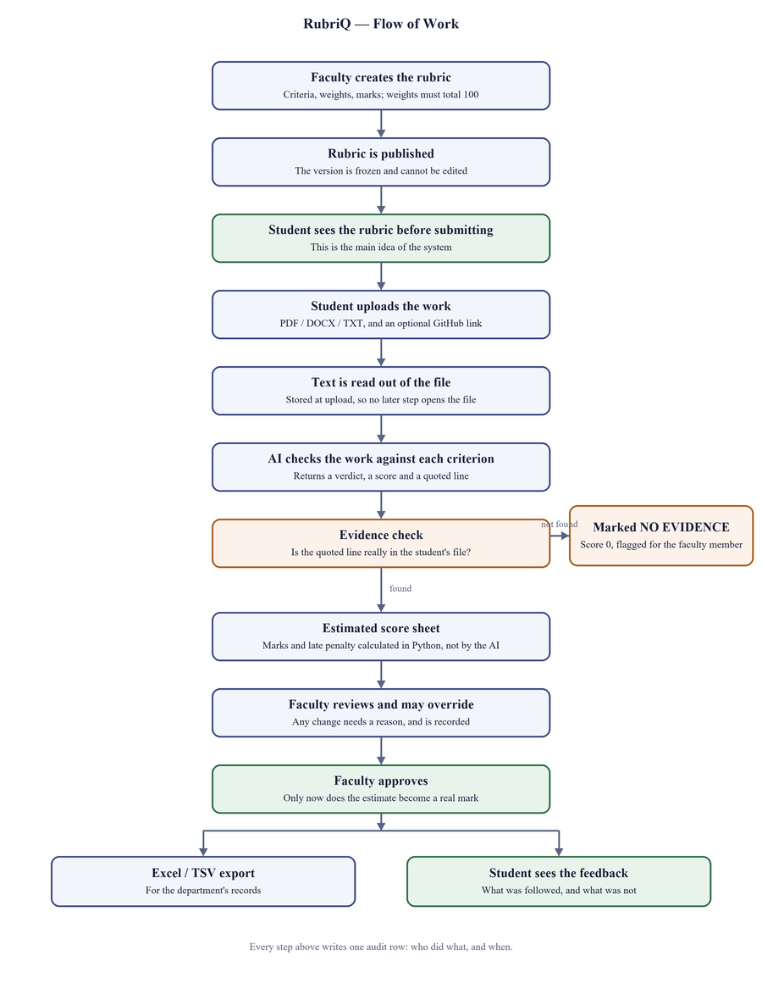 RubriQ — Flow of Work
Faculty creates the rubric
Criteria, weights, marks; weights must total 100
Rubric is published
The version is frozen and cannot be edited
Student sees the rubric before submitting
This is the main idea of the system
Student uploads the work
PDF / DOCX / TXT, and an optional GitHub link
Text is read out of the file
Stored at upload, so no later step opens the file
AI checks the work against each criterion
Returns a verdict, a score and a quoted line
Evidence check
Is the quoted line really in the student's file?
not found
Marked NO EVIDENCE
Score 0, flagged for the faculty member
found
Estimated score sheet
Marks and late penalty calculated in Python, not by the AI
Faculty reviews and may override
Any change needs a reason, and is recorded
Faculty approves
Only now does the estimate become a real mark
Excel / TSV export
For the department's records
Student sees the feedback
What was followed, and what was not
Every step above writes one audit row: who did what, and when.